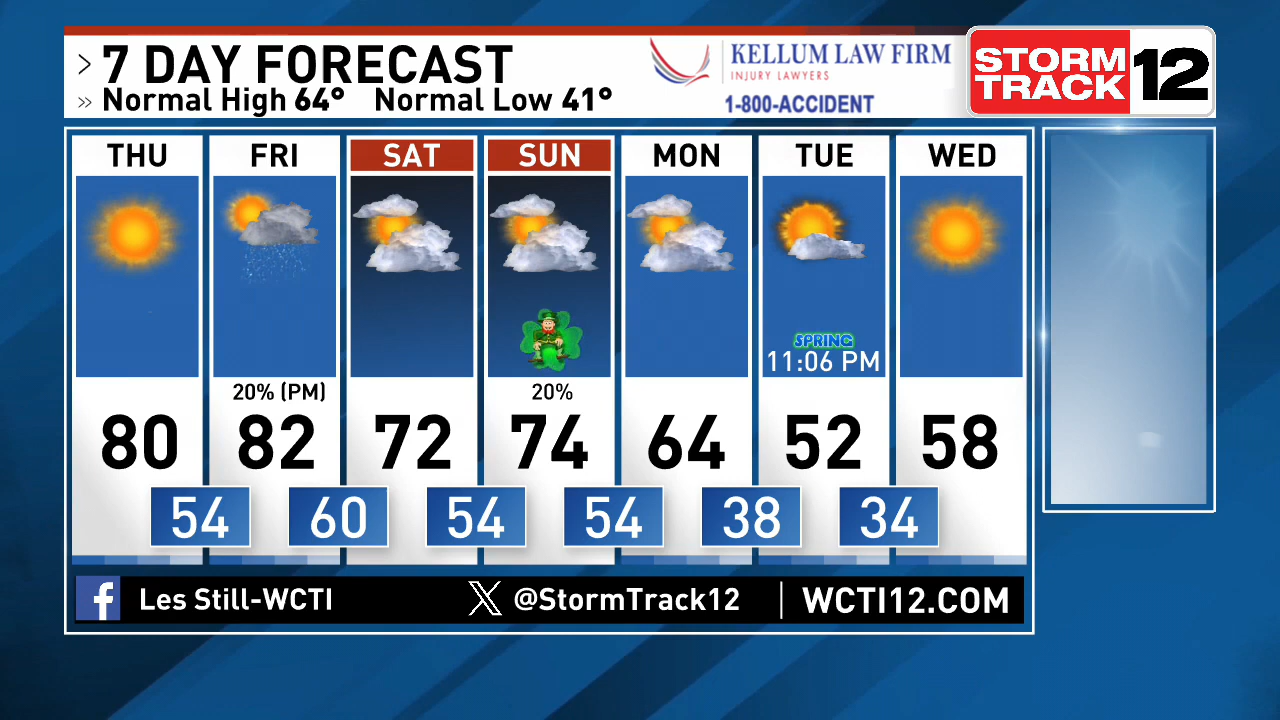 > 7 DAY FORECAST
» Normal High 64° Normal Low 41°
KELLUM LAW FIRM
INJURY LAWYERS
1-800-ACCIDENT
STORM
TRACK 12
THU FRI SAT SUN MON TUE WED
SPRING
11:06 PM
20% (PM) 20%
80 82 72 74 64 52 58
54 60 54 54 38 34
f Les Still-WCTI X @StormTrack12 | WCTI12.COM